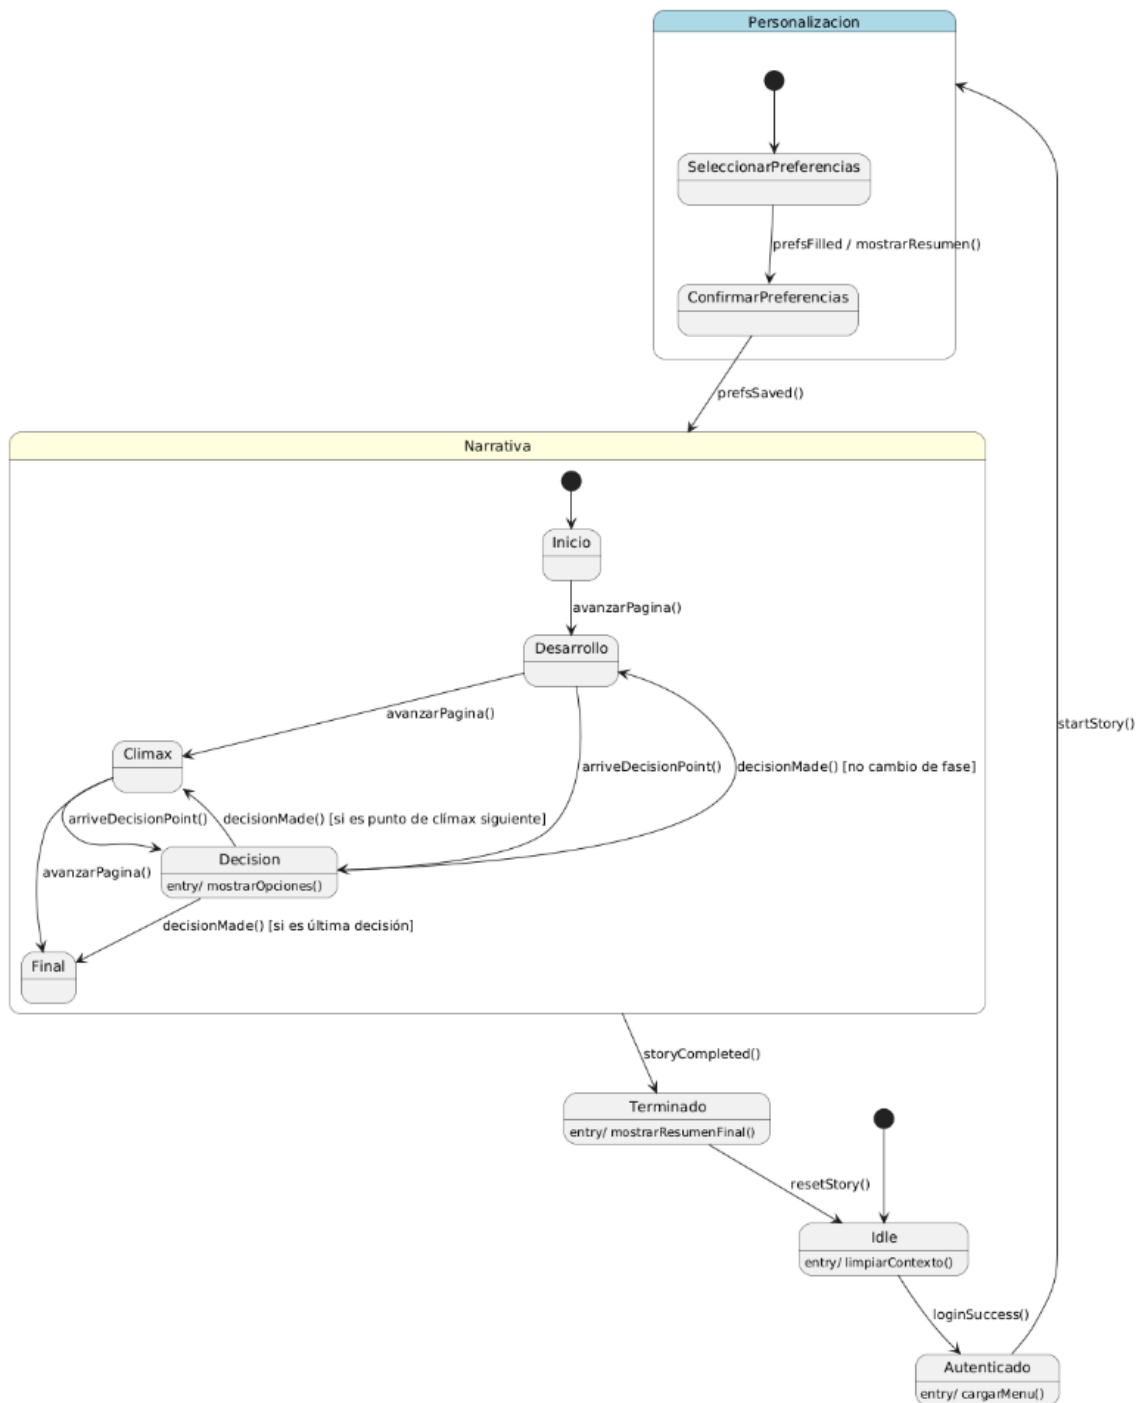 Personalizacion
SeleccionarPreferencias
prefsFilled / mostrarResumen()
ConfirmarPreferencias
prefsSaved()
Narrativa
Inicio
avanzarPagina()
Desarrollo
avanzarPagina()
startStory()
Climax
arriveDecisionPoint()
decisionMade() [no cambio de fase]
arriveDecisionPoint()
decisionMade() [si es punto de clímax siguiente]
Decision
entry/ mostrarOpciones()
avanzarPagina()
decisionMade() [si es última decisión]
Final
storyCompleted()
Terminado
entry/ mostrarResumenFinal()
resetStory()
Idle
entry/ limpiarContexto()
loginSuccess()
Autenticado
entry/ cargarMenu()